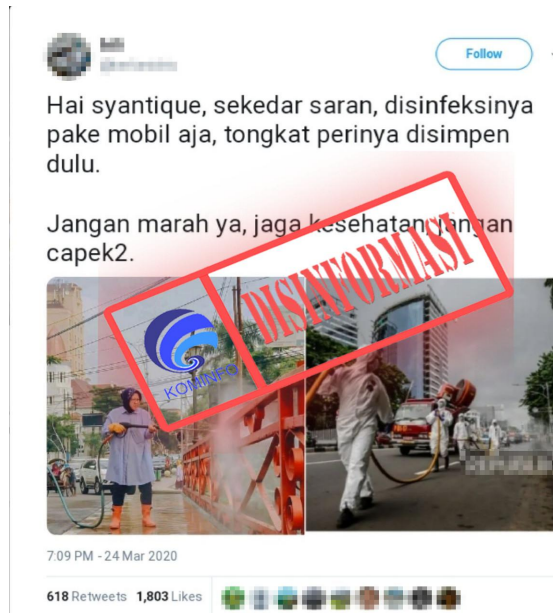 Follow
Hai syantique, sekedar saran, disinfeksinya
pake mobil aja, tongkat perinya disimpen
dulu.
Jangan marah ya, jaga kesehatan, jangan
capek2.
DISINFORMASI
KOMINFO
7:09 PM - 24 Mar 2020
618 Retweets 1,803 Likes